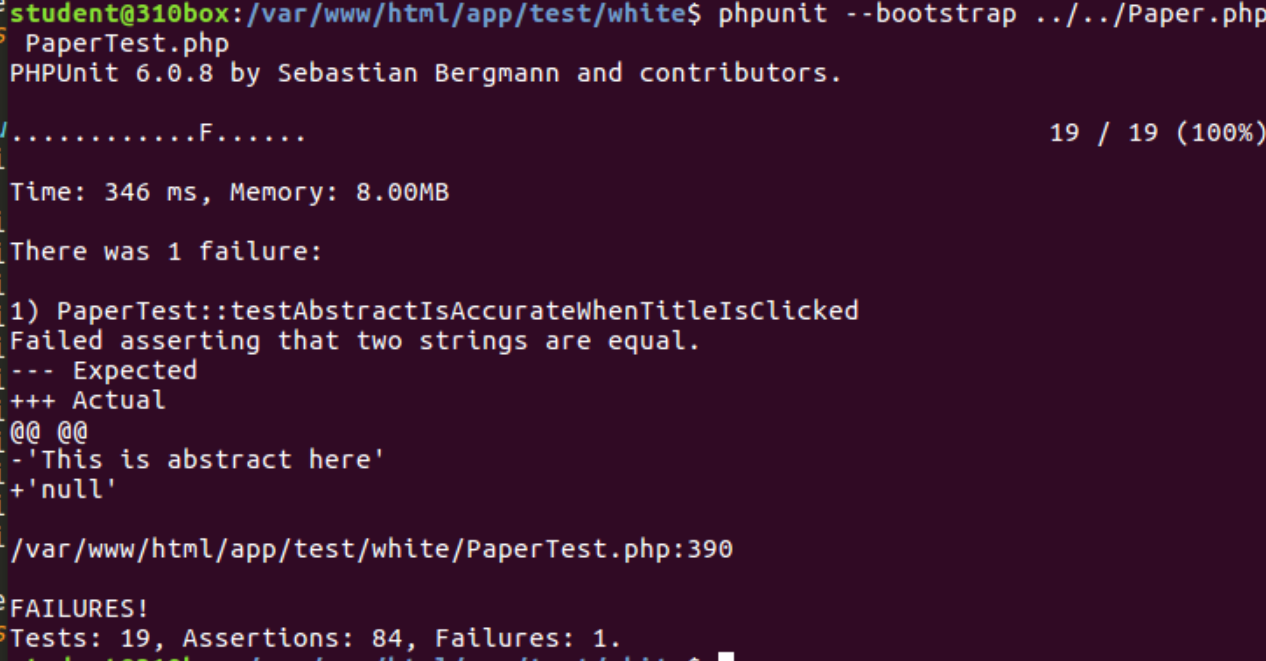 student@310box:/var/www/html/app/test/white$ phpunit --bootstrap ../../Paper.php
PaperTest.php
PHPUnit 6.0.8 by Sebastian Bergmann and contributors.
............F...... 19 / 19 (100%)
Time: 346 ms, Memory: 8.00MB
There was 1 failure:
1) PaperTest::testAbstractIsAccurateWhenTitleIsClicked
Failed asserting that two strings are equal.
--- Expected
+++ Actual
@@ @@
-'This is abstract here'
+'null'
/var/www/html/app/test/white/PaperTest.php:390
FAILURES!
Tests: 19, Assertions: 84, Failures: 1.